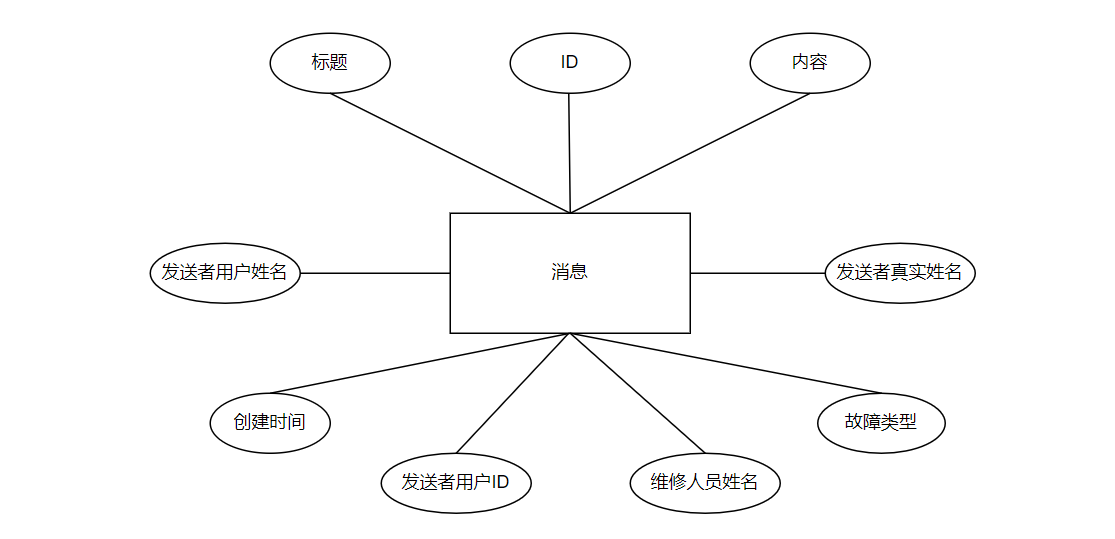 标题
ID
内容
发送者用户姓名
消息
发送者真实姓名
创建时间
故障类型
发送者用户ID
维修人员姓名